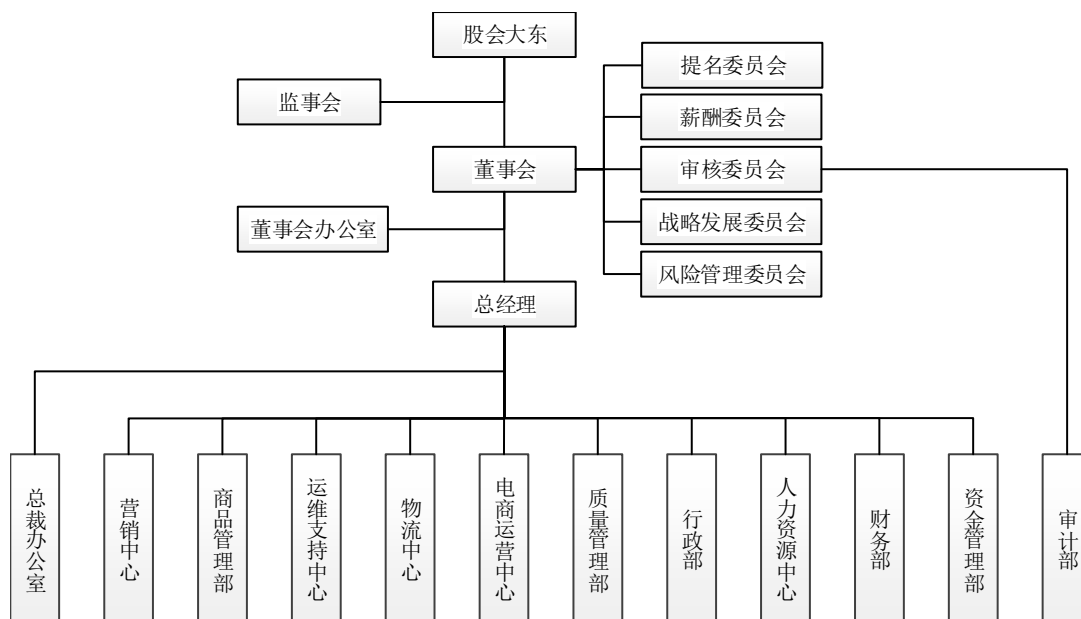 股会大东
提名委员会
监事会
薪酬委员会
董事会
审核委员会
董事会办公室
战略发展委员会
风险管理委员会
总经理
总裁办公室
营销中心
商品管理部
运维支持中心
物流中心
电商运营中心
质量管理部
行政部
人力资源中心
财务部
资金管理部
审计部